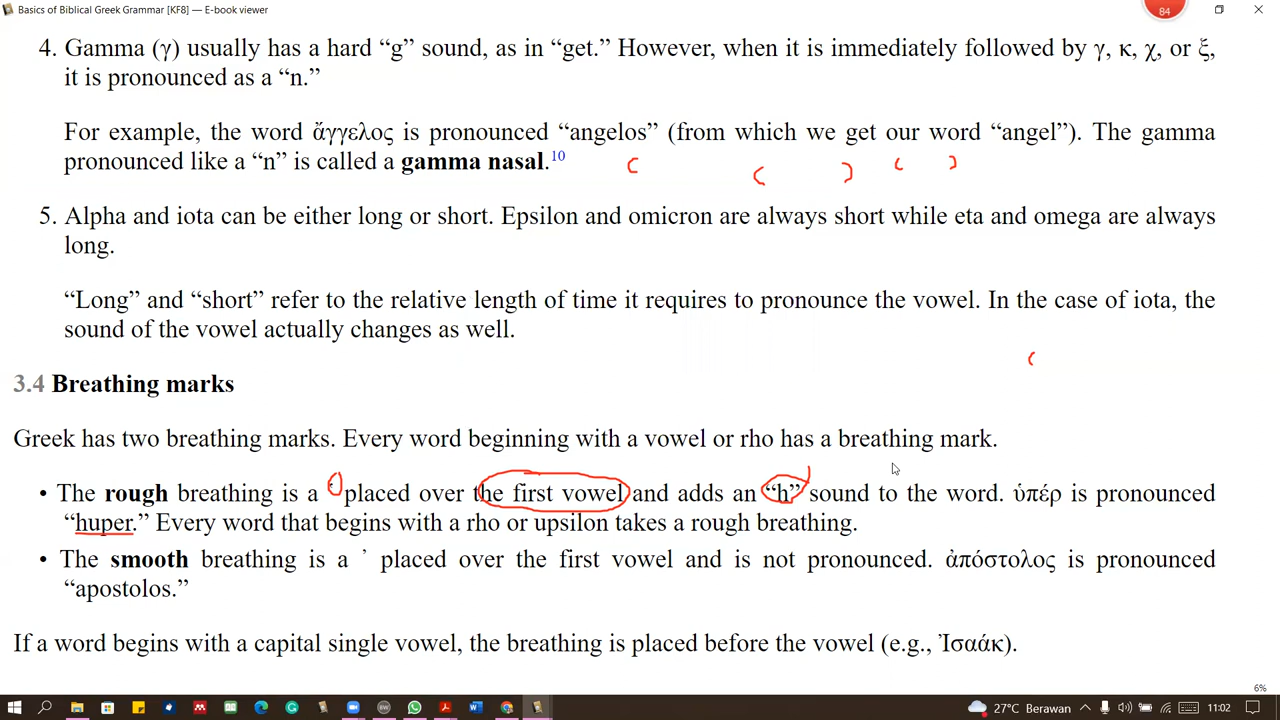 Basics of Biblical Greek Grammar [KF8] — E-book viewer
84
4. Gamma (γ) usually has a hard “g” sound, as in “get.” However, when it is immediately followed by γ, κ, χ, or ξ,
it is pronounced as a “n.”
For example, the word ἄγγελος is pronounced “angelos” (from which we get our word “angel”). The gamma
pronounced like a “n” is called a gamma nasal.10
5. Alpha and iota can be either long or short. Epsilon and omicron are always short while eta and omega are always
long.
“Long” and “short” refer to the relative length of time it requires to pronounce the vowel. In the case of iota, the
sound of the vowel actually changes as well.
3.4 Breathing marks
Greek has two breathing marks. Every word beginning with a vowel or rho has a breathing mark.
• The rough breathing is a ‛ placed over the first vowel and adds an “h” sound to the word. ὑπέρ is pronounced
“huper.” Every word that begins with a rho or upsilon takes a rough breathing.
• The smooth breathing is a ᾽ placed over the first vowel and is not pronounced. ἀπόστολος is pronounced
“apostolos.”
If a word begins with a capital single vowel, the breathing is placed before the vowel (e.g., Ἰσαάκ).
6%
27°C Berawan 11:02